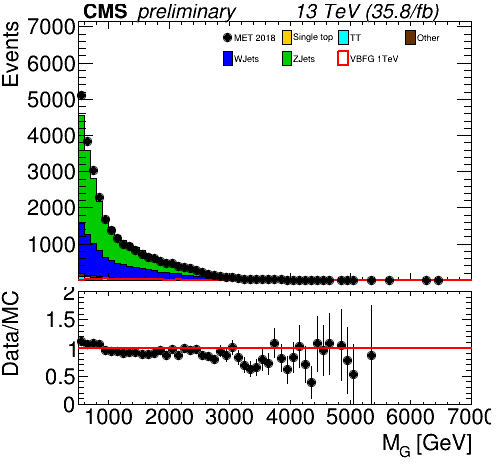 CMS preliminary 13 TeV (35.8/fb)
Events
7000
6000
5000
4000
3000
2000
1000
MET 2018 Single top TT Other
WJets ZJets VBFG 1TeV
Data/MC
2
1.5
1
0.5
0
1000 2000 3000 4000 5000 6000 7000
M_G [GeV]